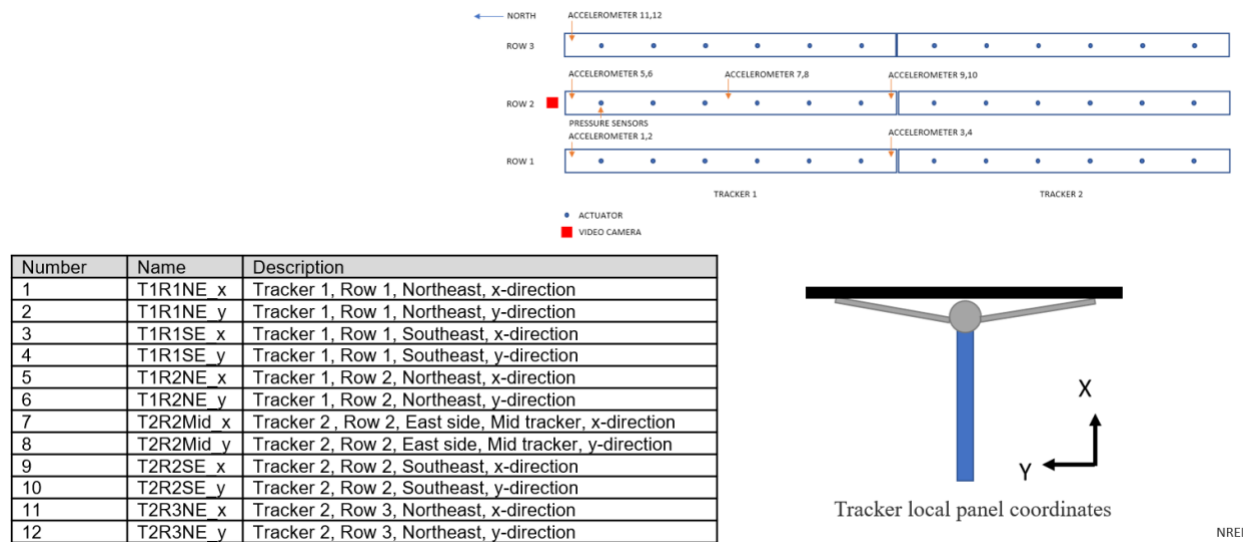 NORTH
ACCELEROMETER 11,12
ROW 3
ACCELEROMETER 5,6
ACCELEROMETER 7,8
ACCELEROMETER 9,10
ROW 2
PRESSURE SENSORS
ACCELEROMETER 1,2
ACCELEROMETER 3,4
ROW 1
TRACKER 1
TRACKER 2
ACTUATOR
VIDEO CAMERA
Number Name Description
1 T1R1NE_x Tracker 1, Row 1, Northeast, x-direction
2 T1R1NE_y Tracker 1, Row 1, Northeast, y-direction
3 T1R1SE_x Tracker 1, Row 1, Southeast, x-direction
4 T1R1SE_y Tracker 1, Row 1, Southeast, y-direction
5 T1R2NE_x Tracker 1, Row 2, Northeast, x-direction
6 T1R2NE_y Tracker 1, Row 2, Northeast, y-direction
7 T2R2Mid_x Tracker 2 , Row 2, East side, Mid tracker, x-direction
8 T2R2Mid_y Tracker 2, Row 2, East side, Mid tracker, y-direction
9 T2R2SE_x Tracker 2, Row 2, Southeast, x-direction
10 T2R2SE_y Tracker 2, Row 2, Southeast, y-direction
11 T2R3NE_x Tracker 2, Row 3, Northeast, x-direction
12 T2R3NE_y Tracker 2, Row 3, Northeast, y-direction
X
Y
Tracker local panel coordinates